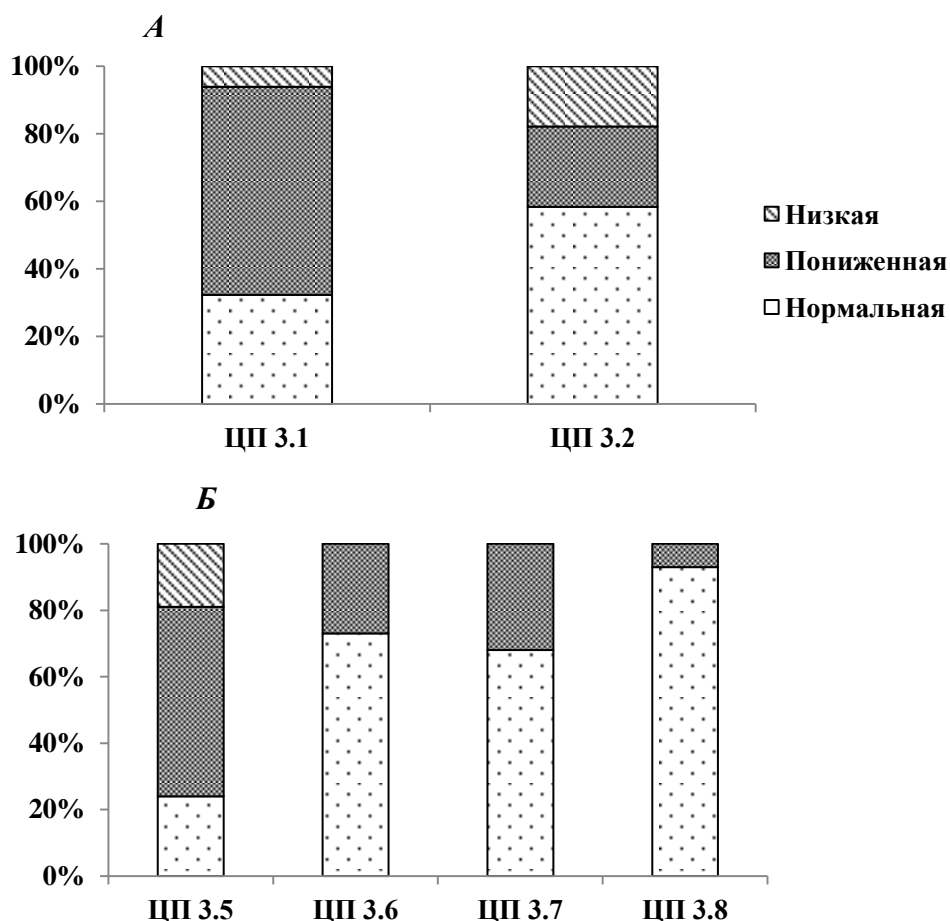 А
100%
80%
60%
40%
20%
0%
ЦП 3.1 ЦП 3.2
Низкая
Пониженная
Нормальная
Б
100%
80%
60%
40%
20%
0%
ЦП 3.5 ЦП 3.6 ЦП 3.7 ЦП 3.8